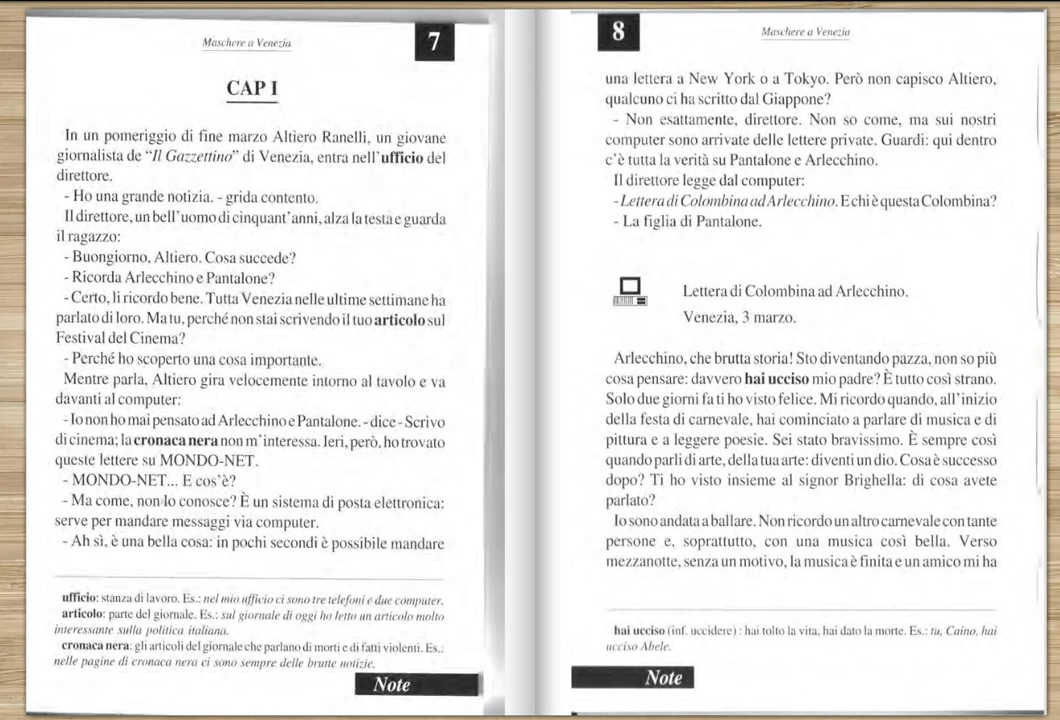 Maschere a Venezia
7
CAP I
In un pomeriggio di fine marzo Altiero Ranelli, un giovane
giornalista de “Il Gazzettino” di Venezia, entra nell'ufficio del
direttore.
- Ho una grande notizia. - grida contento.
Il direttore, un bell'uomo di cinquant'anni, alza la testa e guarda
il ragazzo:
- Buongiorno, Altiero. Cosa succede?
- Ricorda Arlecchino e Pantalone?
- Certo, li ricordo bene. Tutta Venezia nelle ultime settimane ha
parlato di loro. Ma tu, perché non stai scrivendo il tuo articolo sul
Festival del Cinema?
- Perché ho scoperto una cosa importante.
Mentre parla, Altiero gira velocemente intorno al tavolo e va
davanti al computer:
- Io non ho mai pensato ad Arlecchino e Pantalone. - dice - Scrivo
di cinema; la cronaca nera non m'interessa. Ieri, però, ho trovato
queste lettere su MONDO-NET.
- MONDO-NET... E cos'è?
- Ma come, non lo conosce? È un sistema di posta elettronica:
serve per mandare messaggi via computer.
- Ah sì, è una bella cosa: in pochi secondi è possibile mandare
ufficio: stanza di lavoro. Es.: nel mio ufficio ci sono tre telefoni e due computer.
articolo: parte del giornale. Es.: sul giornale di oggi ho letto un articolo molto
interessante sulla politica italiana.
cronaca nera: gli articoli del giornale che parlano di morti e di fatti violenti. Es.:
nelle pagine di cronaca nera ci sono sempre delle brutte notizie.
Note
8
Maschere a Venezia
una lettera a New York o a Tokyo. Però non capisco Altiero,
qualcuno ci ha scritto dal Giappone?
- Non esattamente, direttore. Non so come, ma sui nostri
computer sono arrivate delle lettere private. Guardi: qui dentro
c'è tutta la verità su Pantalone e Arlecchino.
Il direttore legge dal computer:
- Lettera di Colombina ad Arlecchino. E chi è questa Colombina?
- La figlia di Pantalone.
Lettera di Colombina ad Arlecchino.
Venezia, 3 marzo.
Arlecchino, che brutta storia! Sto diventando pazza, non so più
cosa pensare: davvero hai ucciso mio padre? È tutto così strano.
Solo due giorni fa ti ho visto felice. Mi ricordo quando, all'inizio
della festa di carnevale, hai cominciato a parlare di musica e di
pittura e a leggere poesie. Sei stato bravissimo. È sempre così
quando parli di arte, della tua arte: diventi un dio. Cosa è successo
dopo? Ti ho visto insieme al signor Brighella: di cosa avete
parlato?
Io sono andata a ballare. Non ricordo un altro carnevale con tante
persone e, soprattutto, con una musica così bella. Verso
mezzanotte, senza un motivo, la musica è finita e un amico mi ha
hai ucciso (inf. uccidere) : hai tolto la vita, hai dato la morte. Es.: tu, Caino, hai
ucciso Abele.
Note